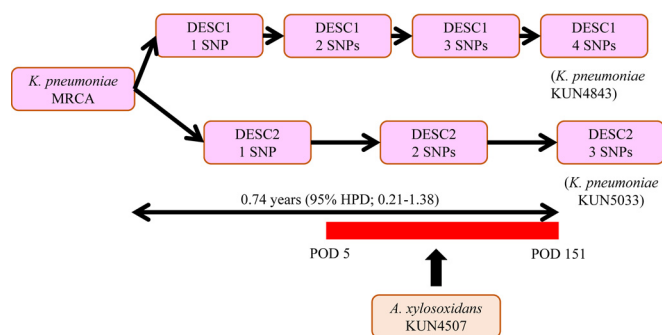 DESC1
1 SNP
DESC1
2 SNPs
DESC1
3 SNPs
DESC1
4 SNPs
(K. pneumoniae
KUN4843)
K. pneumoniae
MRCA
DESC2
1 SNP
DESC2
2 SNPs
DESC2
3 SNPs
(K. pneumoniae
KUN5033)
0.74 years (95% HPD; 0.21-1.38)
POD 5
POD 151
A. xylosoxidans
KUN4507